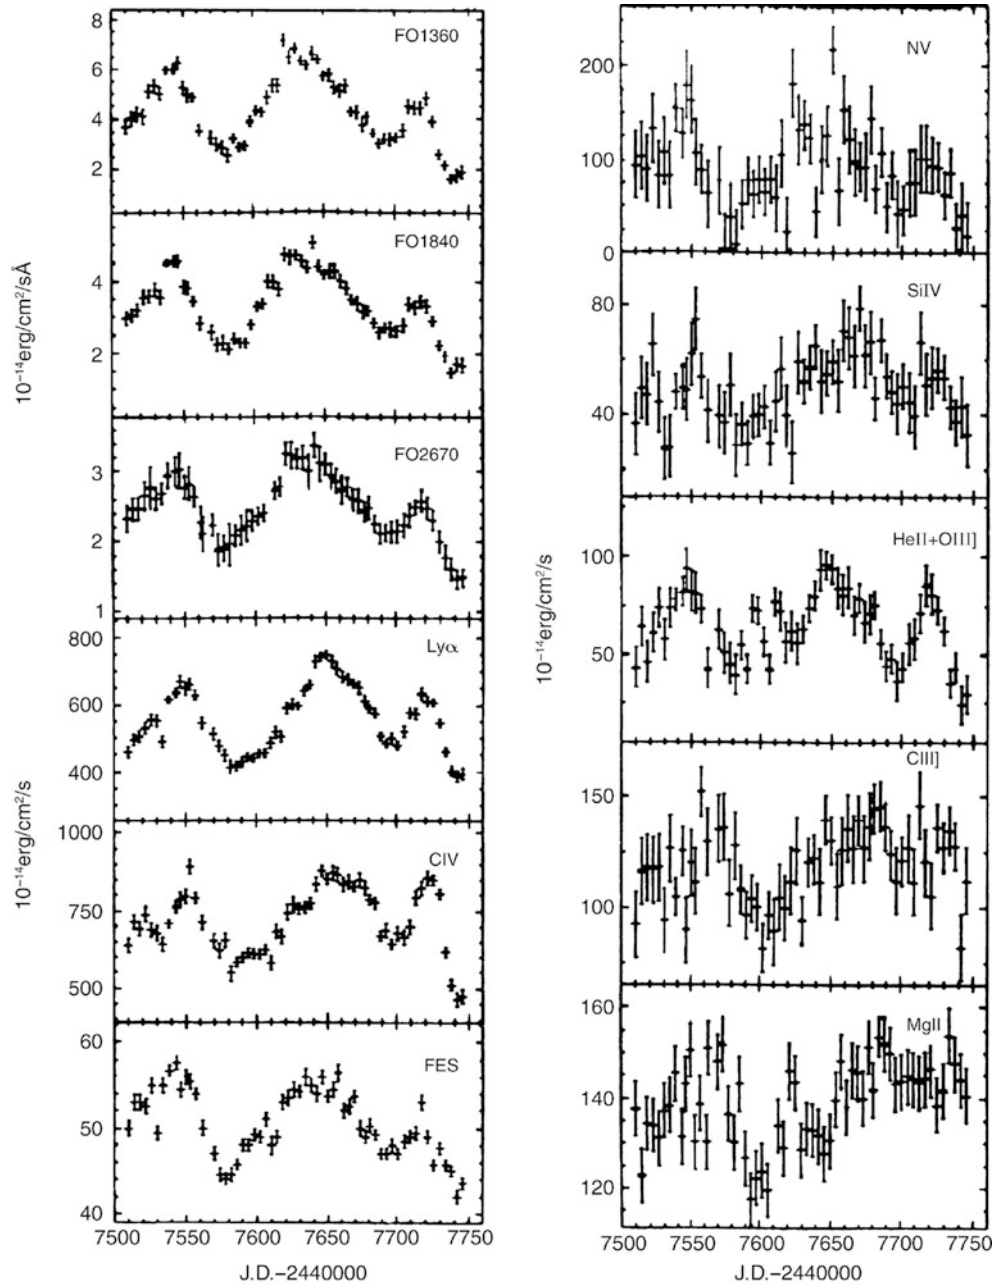 8
FO1360
6
4
2
FO1840
4
2
10⁻¹⁴erg/cm²/sÅ
FO2670
3
2
1
800
Lyα
600
400
10⁻¹⁴erg/cm²/s
1000
CIV
750
500
60
FES
50
40
7500 7550 7600 7650 7700 7750
J.D.−2440000
NV
200
100
0
SiIV
80
40
HeII+OIII]
100
50
10⁻¹⁴erg/cm²/s
CIII]
150
100
160
MgII
140
120
7500 7550 7600 7650 7700 7750
J.D.−2440000